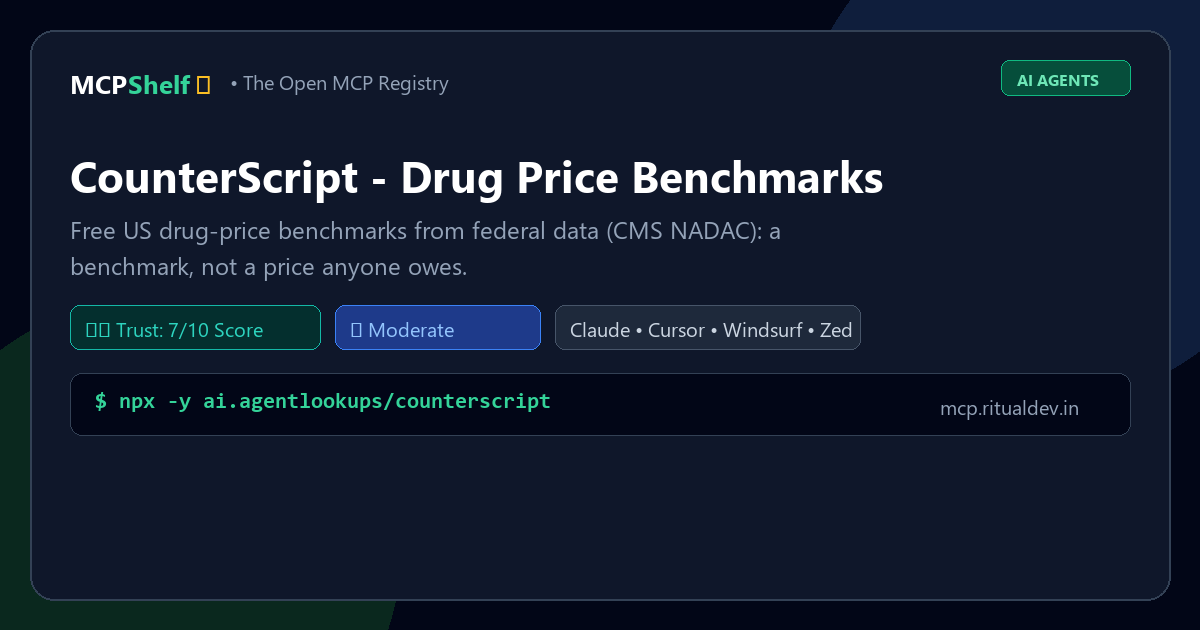 MCPShelf • The Open MCP Registry
AI AGENTS
CounterScript - Drug Price Benchmarks
Free US drug-price benchmarks from federal data (CMS NADAC): a
benchmark, not a price anyone owes.
Trust: 7/10 Score
Moderate
Claude • Cursor • Windsurf • Zed
$ npx -y ai.agentlookups/counterscript
mcp.ritualdev.in